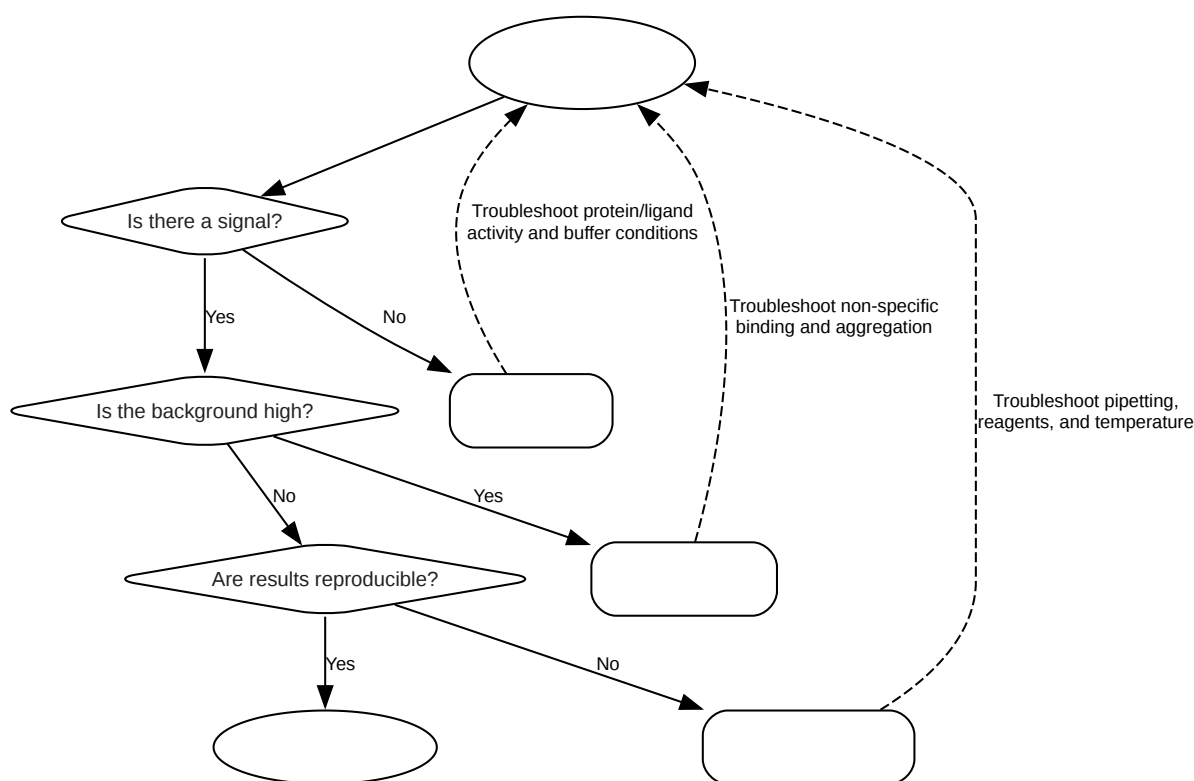 Is there a signal?
Troubleshoot protein/ligand
activity and buffer conditions
Yes
No
Troubleshoot non-specific
binding and aggregation
Is the background high?
Troubleshoot pipetting,
reagents, and temperature
No
Yes
Are results reproducible?
Yes
No